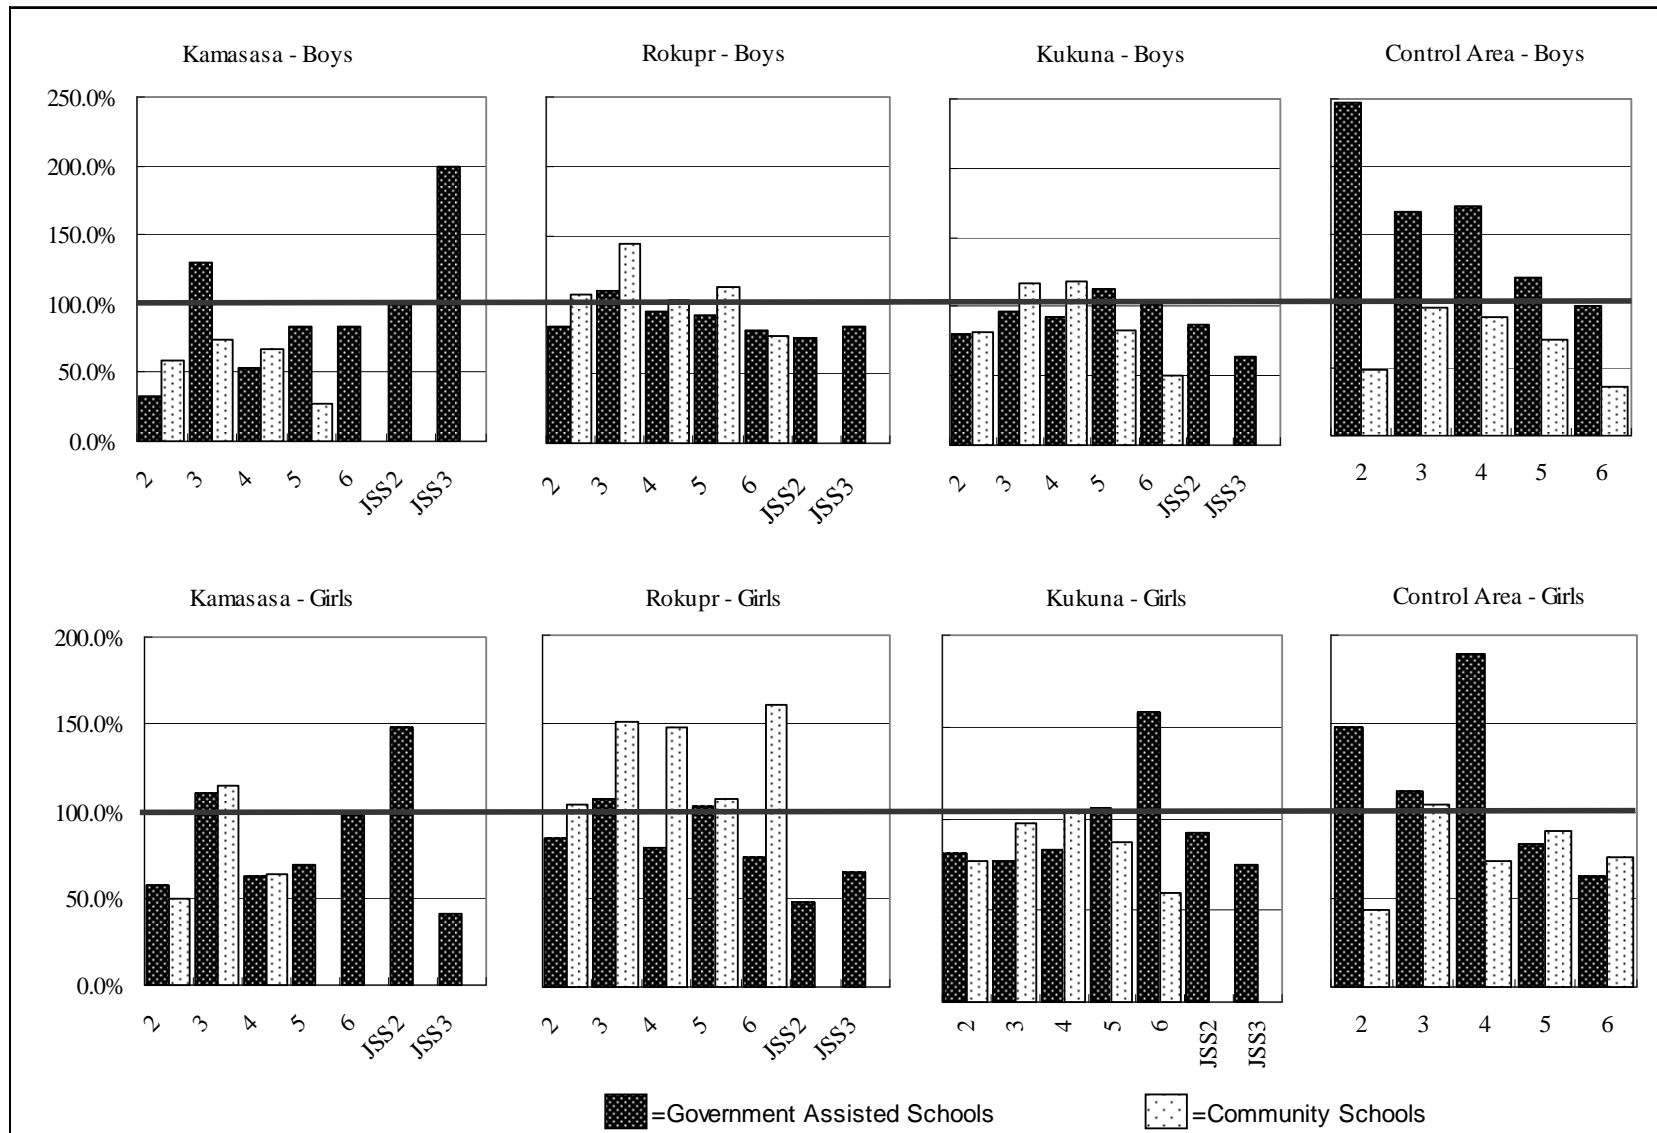 Kamasasa - Boys
Rokupr - Boys
Kukuna - Boys
Control Area - Boys
250.0%
200.0%
150.0%
100.0%
50.0%
0.0%
2 3 4 5 6 JSS2 JSS3
2 3 4 5 6 JSS2 JSS3
2 3 4 5 6 JSS2 JSS3
2 3 4 5 6
Kamasasa - Girls
Rokupr - Girls
Kukuna - Girls
Control Area - Girls
200.0%
150.0%
100.0%
50.0%
0.0%
2 3 4 5 6 JSS2 JSS3
2 3 4 5 6 JSS2 JSS3
2 3 4 5 6 JSS2 JSS3
2 3 4 5 6
=Government Assisted Schools
=Community Schools